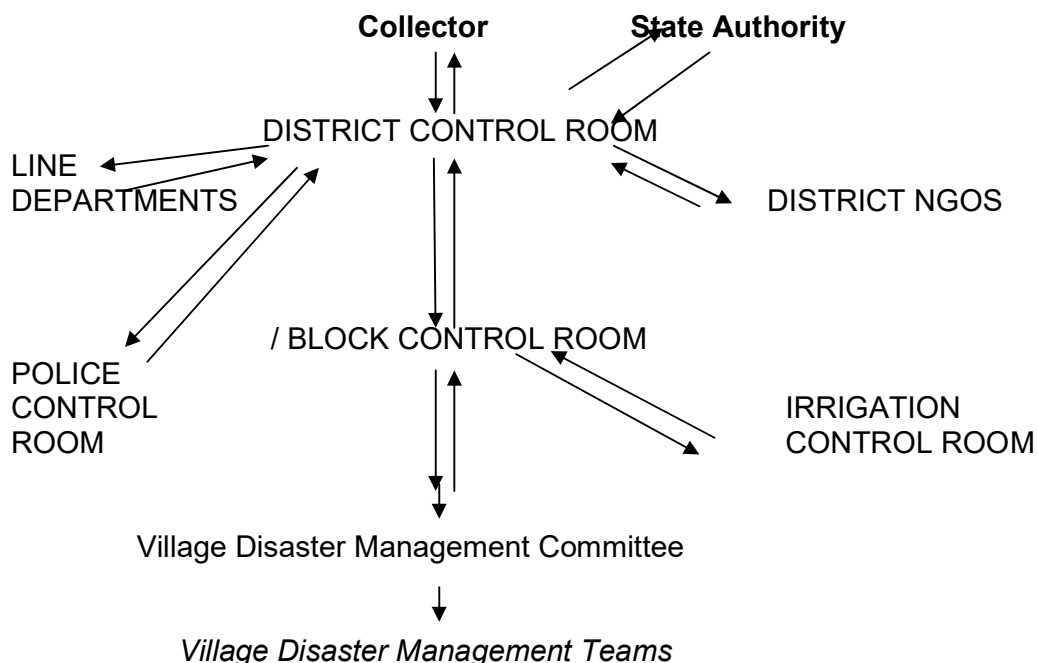 Collector State Authority
DISTRICT CONTROL ROOM
LINE
DEPARTMENTS
DISTRICT NGOS
/ BLOCK CONTROL ROOM
POLICE
CONTROL
ROOM
IRRIGATION
CONTROL ROOM
Village Disaster Management Committee
Village Disaster Management Teams